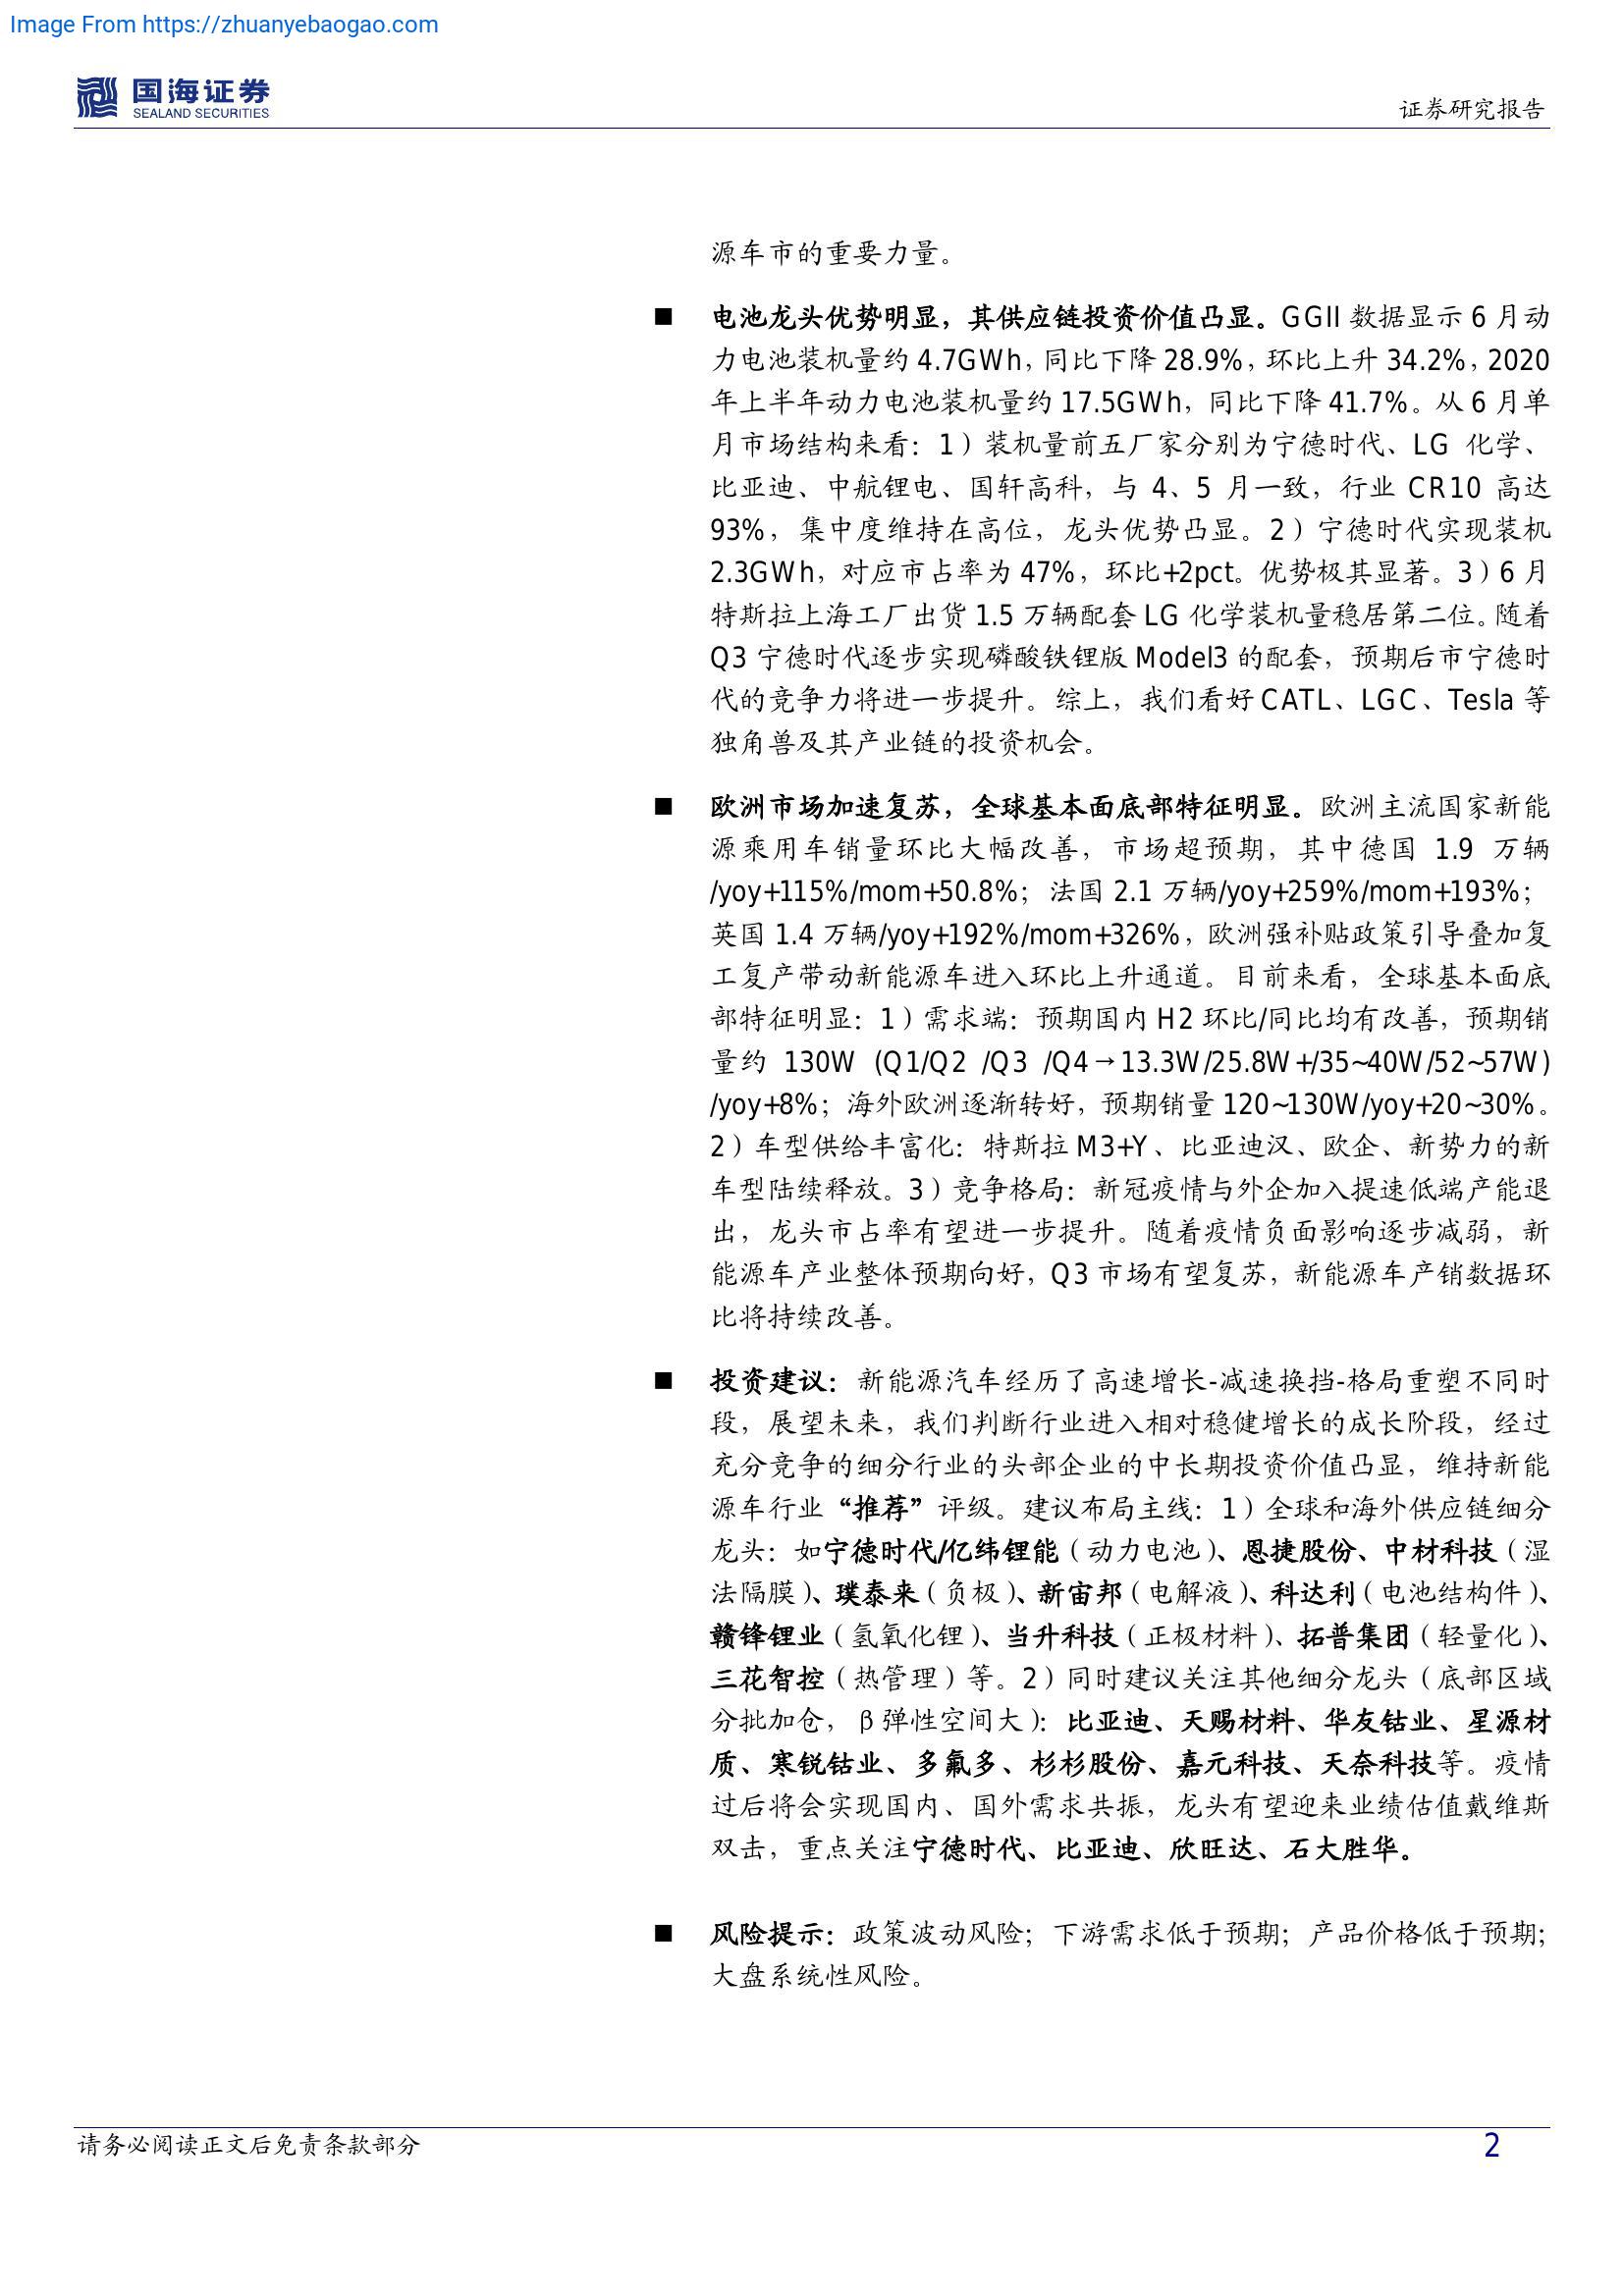 Image From https://zhuanyebaogao.com
国海证券
SEALAND SECURITIES
证券研究报告
源车市的重要力量。
■ 电池龙头优势明显，其供应链投资价值凸显。GGII 数据显示 6 月动
力电池装机量约 4.7GWh，同比下降 28.9%，环比上升 34.2%，2020
年上半年动力电池装机量约 17.5GWh，同比下降 41.7%。从 6 月单
月市场结构来看：1）装机量前五厂家分别为宁德时代、LG 化学、
比亚迪、中航锂电、国轩高科，与 4、5 月一致，行业 CR10 高达
93%，集中度维持在高位，龙头优势凸显。2）宁德时代实现装机
2.3GWh，对应市占率为 47%，环比+2pct。优势极其显著。3）6 月
特斯拉上海工厂出货 1.5 万辆配套 LG 化学装机量稳居第二位。随着
Q3 宁德时代逐步实现磷酸铁锂版 Model3 的配套，预期后市宁德时
代的竞争力将进一步提升。综上，我们看好 CATL、LGC、Tesla 等
独角兽及其产业链的投资机会。
■ 欧洲市场加速复苏，全球基本面底部特征明显。欧洲主流国家新能
源乘用车销量环比大幅改善，市场超预期，其中德国 1.9 万辆
/yoy+115%/mom+50.8%；法国 2.1 万辆/yoy+259%/mom+193%；
英国 1.4 万辆/yoy+192%/mom+326%，欧洲强补贴政策引导叠加复
工复产带动新能源车进入环比上升通道。目前来看，全球基本面底
部特征明显：1）需求端：预期国内 H2 环比/同比均有改善，预期销
量约 130W (Q1/Q2 /Q3 /Q4→13.3W/25.8W+/35~40W/52~57W)
/yoy+8%；海外欧洲逐渐转好，预期销量 120~130W/yoy+20~30%。
2）车型供给丰富化：特斯拉 M3+Y、比亚迪汉、欧企、新势力的新
车型陆续释放。3）竞争格局：新冠疫情与外企加入提速低端产能退
出，龙头市占率有望进一步提升。随着疫情负面影响逐步减弱，新
能源车产业整体预期向好，Q3 市场有望复苏，新能源车产销数据环
比将持续改善。
■ 投资建议：新能源汽车经历了高速增长-减速换挡-格局重塑不同时
段，展望未来，我们判断行业进入相对稳健增长的成长阶段，经过
充分竞争的细分行业的头部企业的中长期投资价值凸显，维持新能
源车行业“推荐”评级。建议布局主线：1）全球和海外供应链细分
龙头：如宁德时代/亿纬锂能（动力电池）、恩捷股份、中材科技（湿
法隔膜）、璞泰来（负极）、新宙邦（电解液）、科达利（电池结构件）、
赣锋锂业（氢氧化锂）、当升科技（正极材料）、拓普集团（轻量化）、
三花智控（热管理）等。2）同时建议关注其他细分龙头（底部区域
分批加仓，β弹性空间大）：比亚迪、天赐材料、华友钴业、星源材
质、寒锐钴业、多氟多、杉杉股份、嘉元科技、天奈科技等。疫情
过后将会实现国内、国外需求共振，龙头有望迎来业绩估值戴维斯
双击，重点关注宁德时代、比亚迪、欣旺达、石大胜华。
■ 风险提示：政策波动风险；下游需求低于预期；产品价格低于预期；
大盘系统性风险。
请务必阅读正文后免责条款部分
2